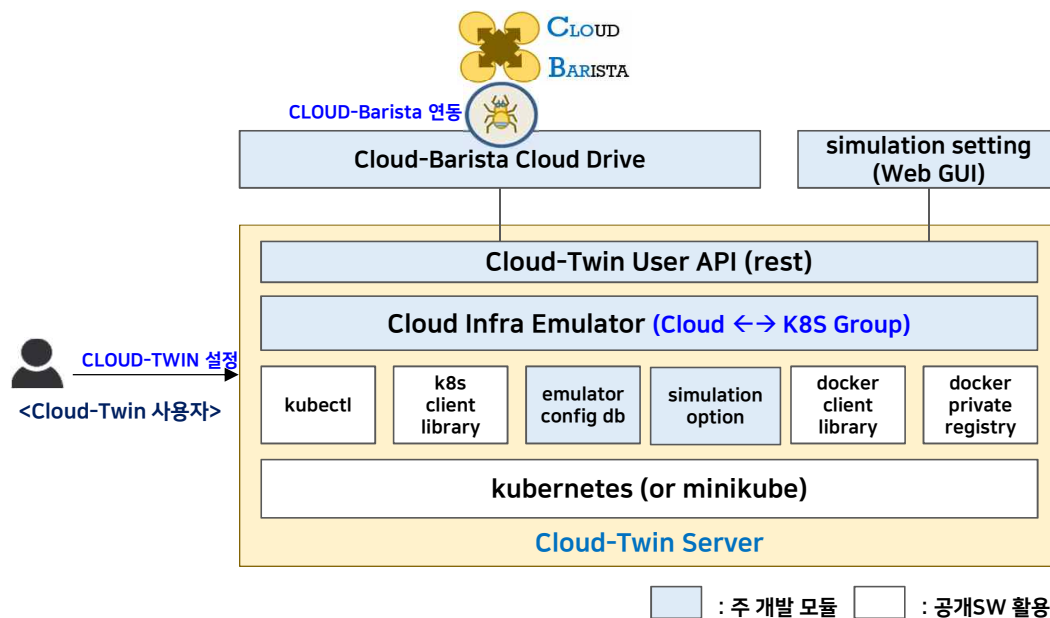 CLOUD
BARISTA
CLOUD-Barista 연동
Cloud-Barista Cloud Drive
simulation setting
(Web GUI)
Cloud-Twin User API (rest)
Cloud Infra Emulator (Cloud ←→ K8S Group)
CLOUD-TWIN 설정
<Cloud-Twin 사용자>
kubectl
k8s
client
library
emulator
config db
simulation
option
docker
client
library
docker
private
registry
kubernetes (or minikube)
Cloud-Twin Server
: 주 개발 모듈
: 공개SW 활용